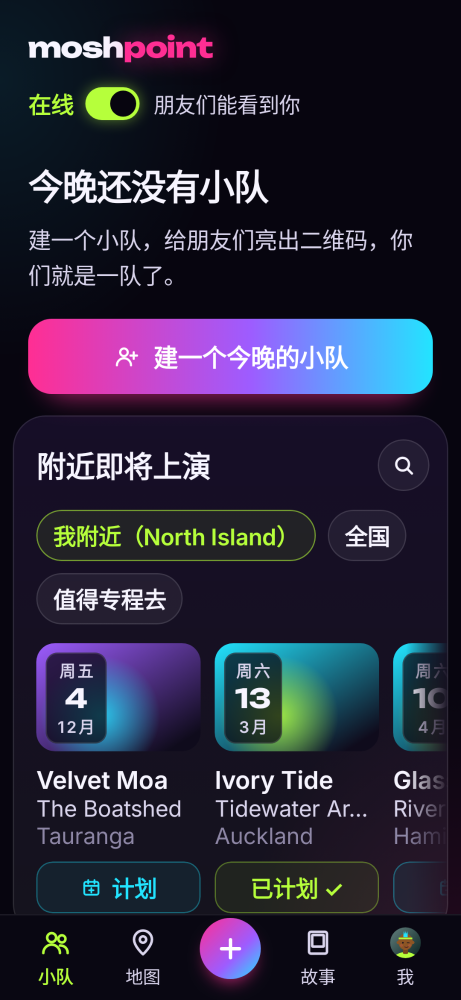 moshpoint
在线 朋友们能看到你
今晚还没有小队
建一个小队，给朋友们亮出二维码，你
们就是一队了。
建一个今晚的小队
附近即将上演
我附近（North Island） 全国
值得专程去
周五
4
12月
周六
13
3月
周六
10
4月
Velvet Moa
The Boatshed
Tauranga
Ivory Tide
Tidewater Ar...
Auckland
计划
已计划
小队 地图 故事 我